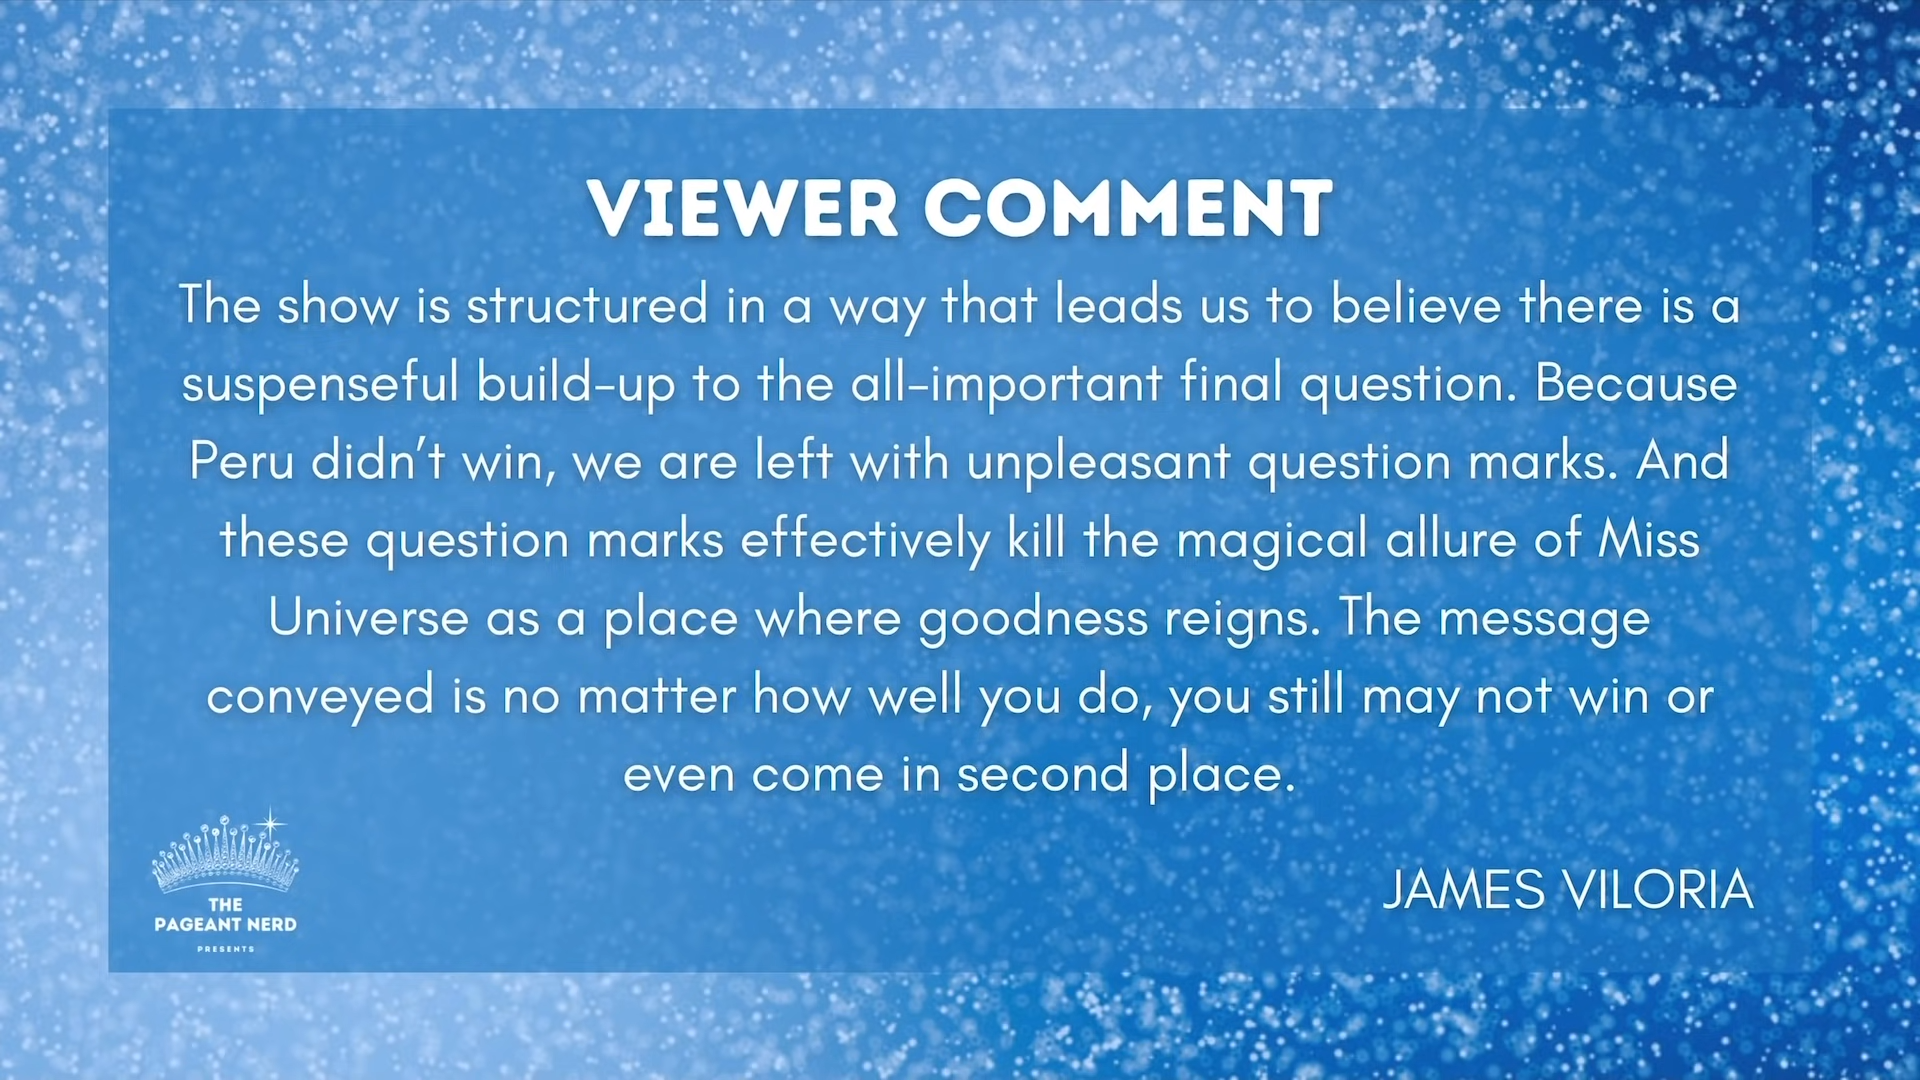 VIEWER COMMENT
The show is structured in a way that leads us to believe there is a
suspenseful build-up to the all-important final question. Because
Peru didn’t win, we are left with unpleasant question marks. And
these question marks effectively kill the magical allure of Miss
Universe as a place where goodness reigns. The message
conveyed is no matter how well you do, you still may not win or
even come in second place.
JAMES VILORIA
THE
PAGEANT NERD
PRESENTS